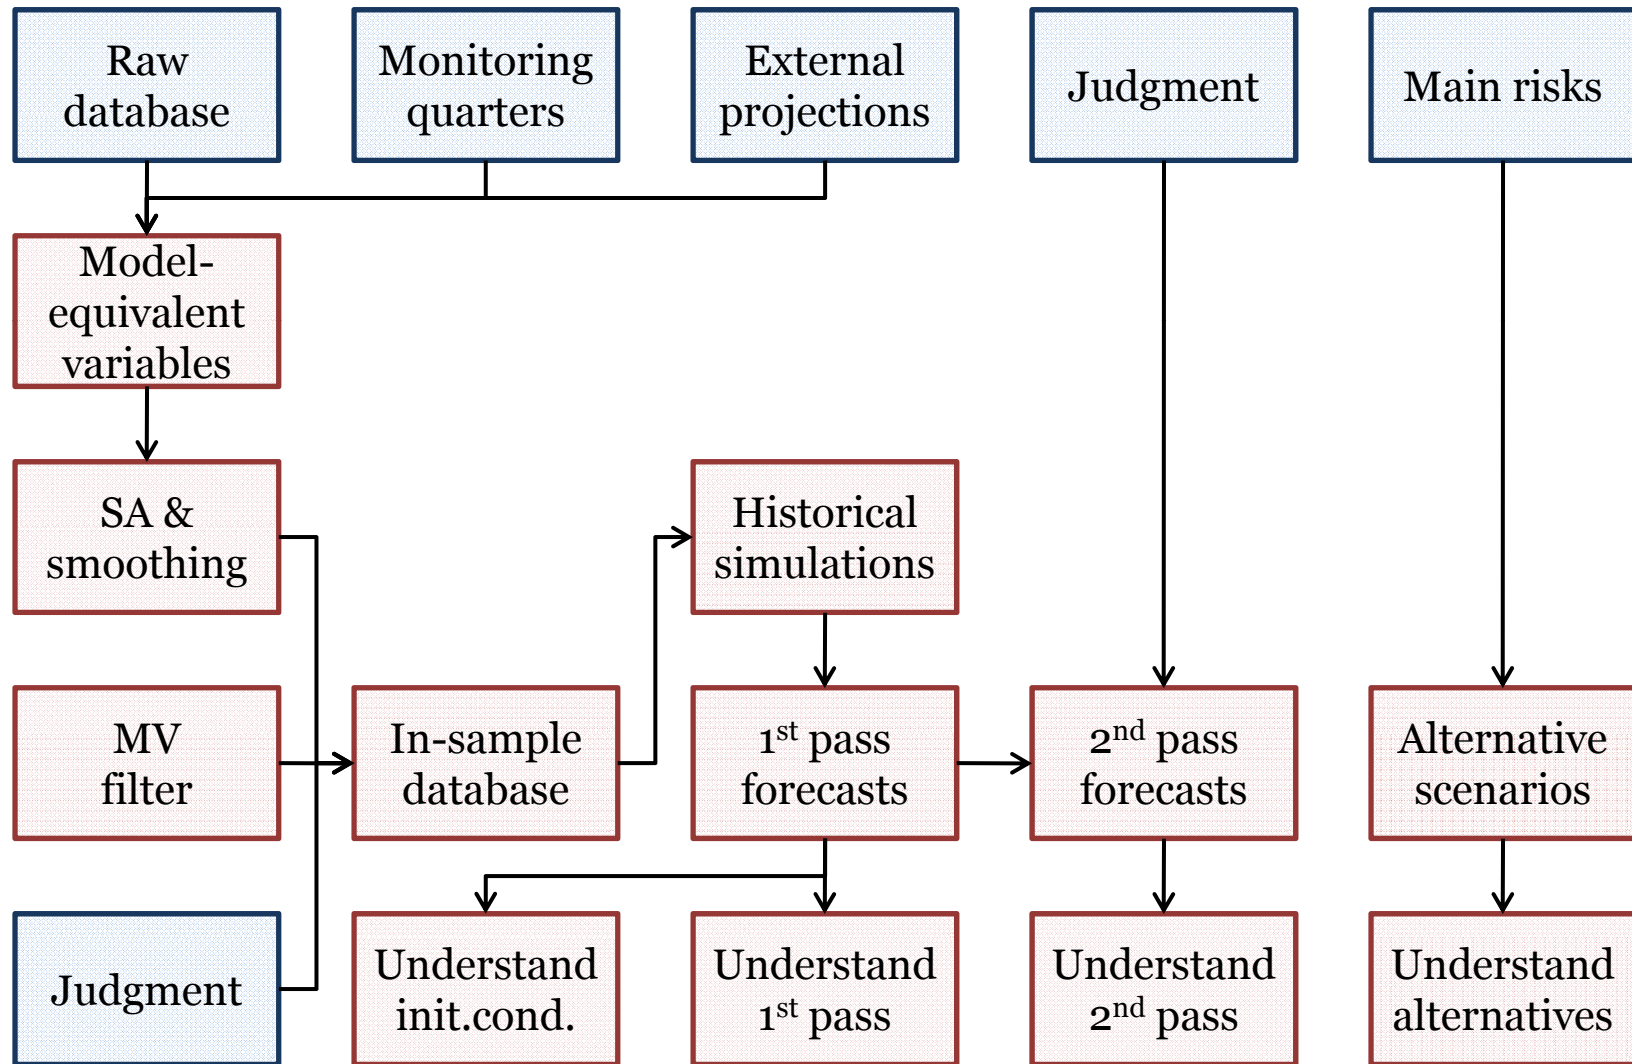 Raw
database
Monitoring
quarters
External
projections
Judgment
Main risks
Model-
equivalent
variables
SA &
smoothing
Historical
simulations
MV
filter
In-sample
database
1st pass
forecasts
2nd pass
forecasts
Alternative
scenarios
Judgment
Understand
init.cond.
Understand
1st pass
Understand
2nd pass
Understand
alternatives